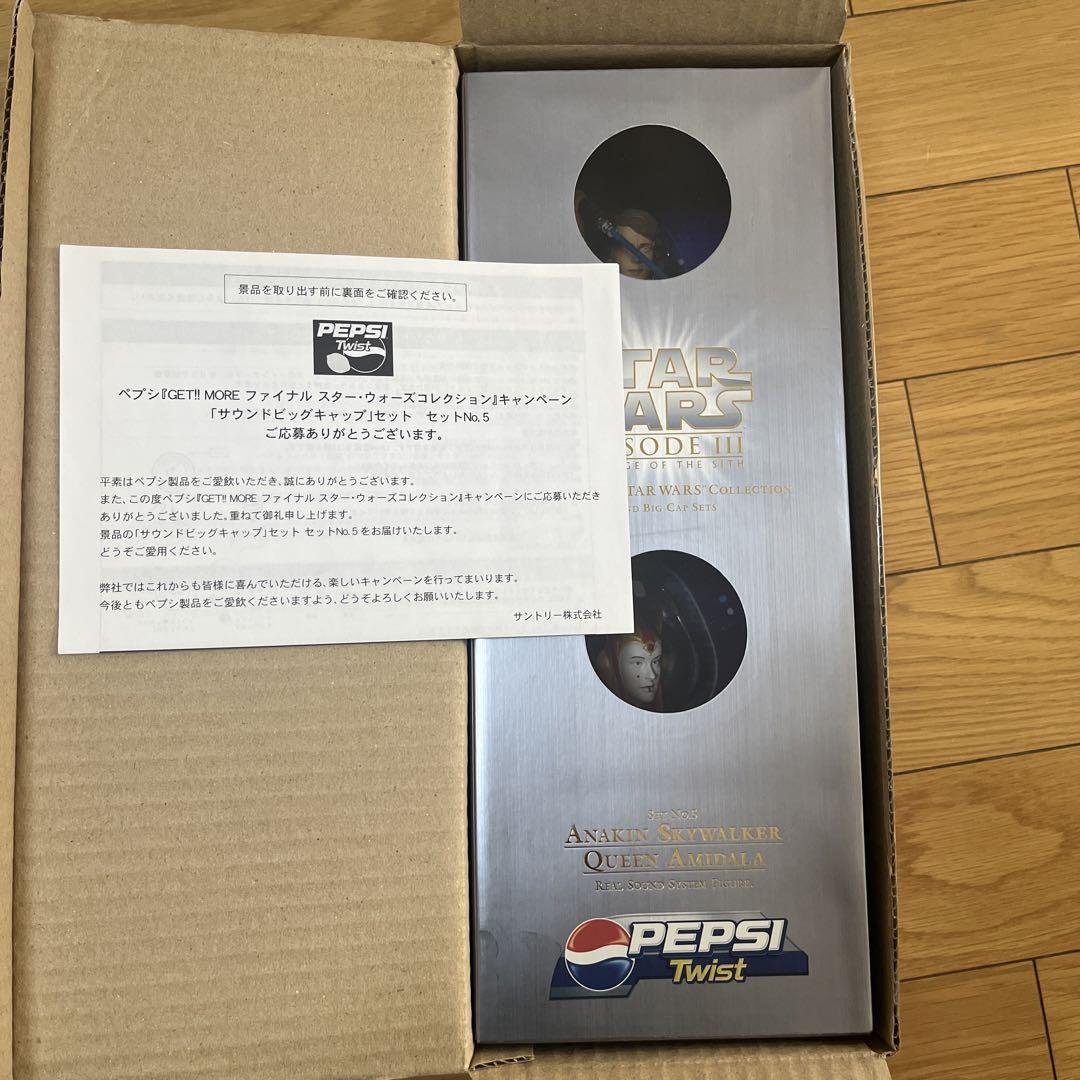 景品を取り出す前に裏面をご確認ください。
PEPSI
Twist
ペプシ『GET!! MORE ファイナル スター・ウォーズコレクション』キャンペーン
「サウンドビッグキャップ」セット セットNo.5
ご応募ありがとうございます。
平素はペプシ製品をご愛飲いただき、誠にありがとうございます。
また、この度ペプシ『GET!! MORE ファイナル スター・ウォーズコレクション』キャンペーンにご応募いただき
ありがとうございました。重ねて御礼申し上げます。
景品の「サウンドビッグキャップ」セット セットNo.5をお届けいたします。
どうぞご愛用ください。
弊社ではこれからも皆様に喜んでいただける、楽しいキャンペーンを行ってまいります。
今後ともペプシ製品をご愛飲くださいますよう、どうぞよろしくお願いいたします。
サントリー株式会社
TAR
ARS
SODE III
GE OF THE SITH
STAR WARS™ COLLECTION
ND BIG CAP SETS
SET NO.5
ANAKIN SKYWALKER
QUEEN AMIDALA
REAL SOUND SYSTEM FIGURE.
PEPSI
Twist